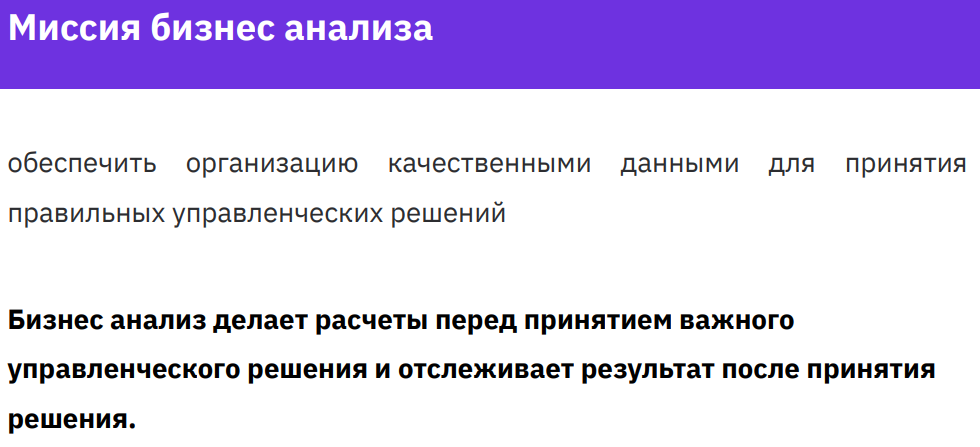 Миссия бизнес анализа
обеспечить организацию качественными данными для принятия
правильных управленческих решений
Бизнес анализ делает расчеты перед принятием важного
управленческого решения и отслеживает результат после принятия
решения.